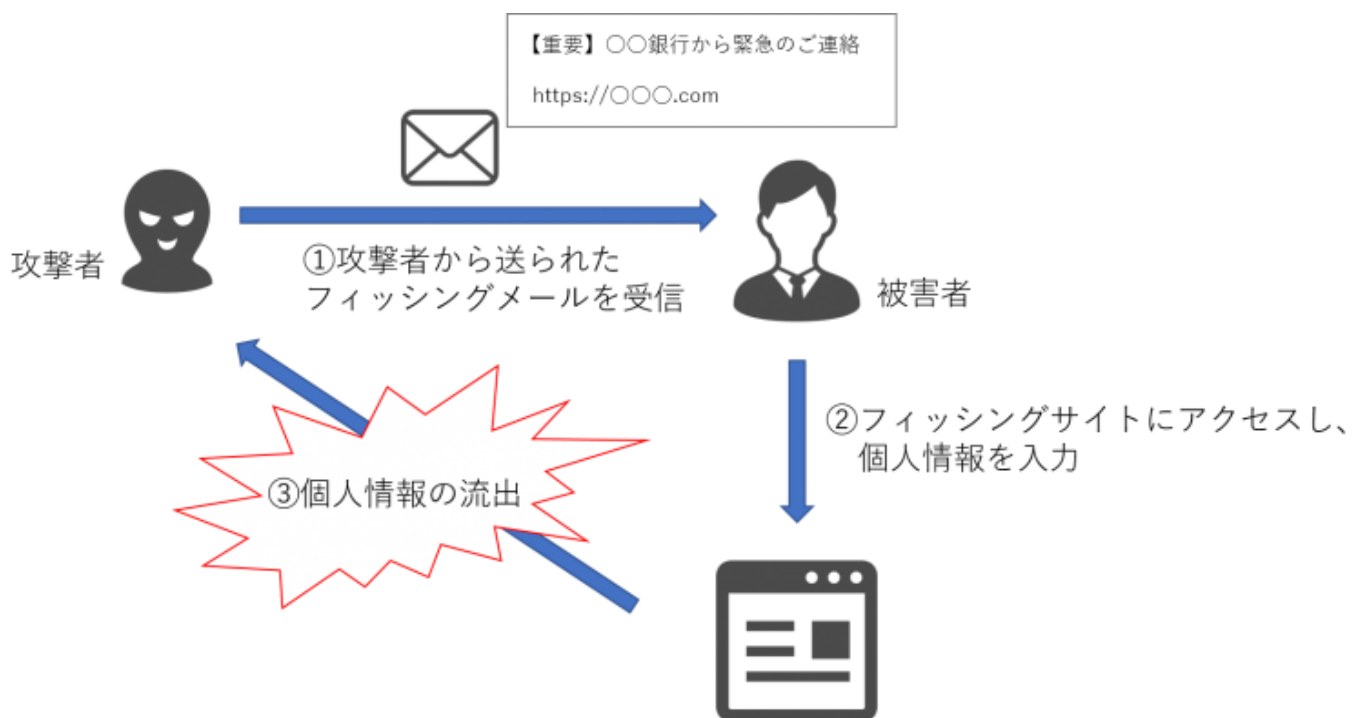 【重要】○○銀行から緊急のご連絡
https://○○○.com
攻撃者
①攻撃者から送られた
フィッシングメールを受信
被害者
②フィッシングサイトにアクセスし、
個人情報を入力
③個人情報の流出